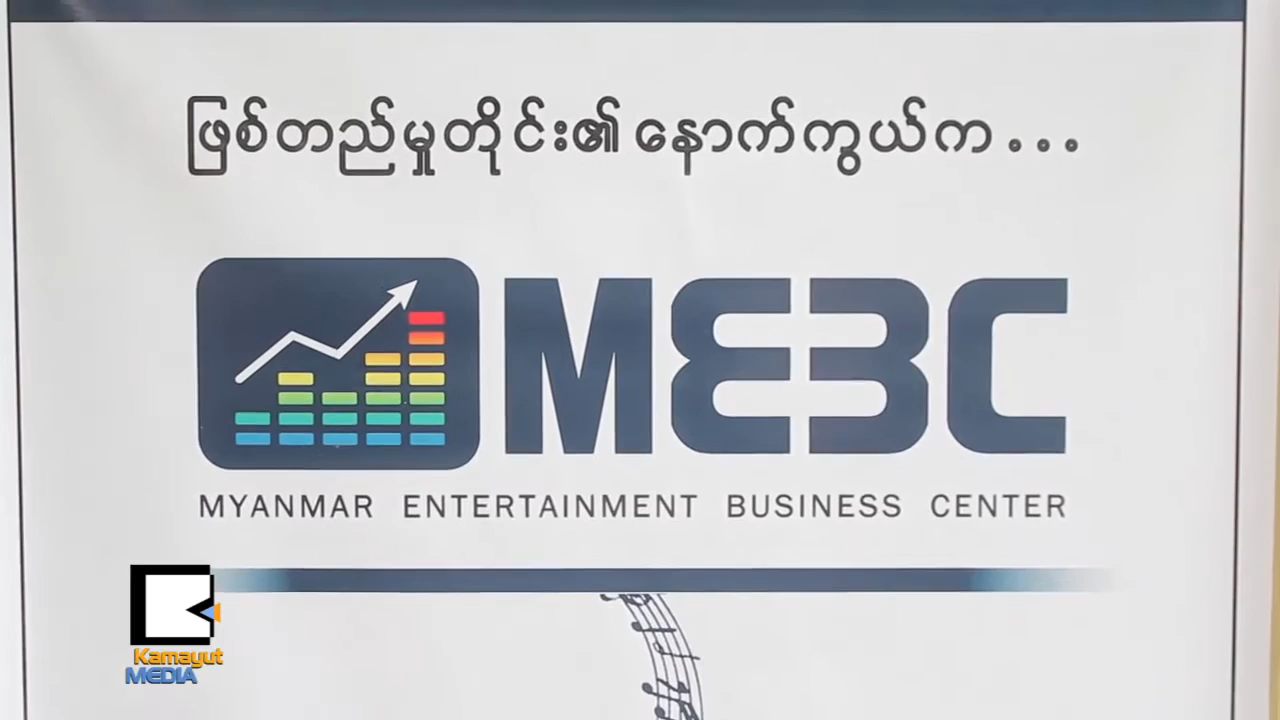 ဖြစ်တည်မှုတိုင်း၏ နောက်ကွယ်က ...
MEBC
MYANMAR ENTERTAINMENT BUSINESS CENTER
Kamayut
MEDIA